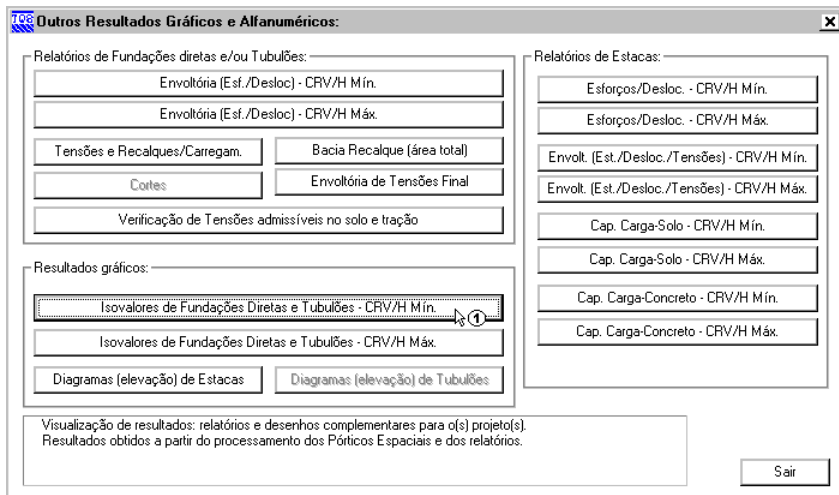 TQS Outros Resultados Gráficos e Alfanuméricos:
Relatórios de Fundações diretas e/ou Tubulões:
Envoltória (Esf./Desloc) - CRV/H Mín.
Envoltória (Esf./Desloc) - CRV/H Máx.
Tensões e Recalques/Carregam.
Bacia Recalque (área total)
Cortes
Envoltória de Tensões Final
Verificação de Tensões admissíveis no solo e tração
Resultados gráficos:
Isovalores de Fundações Diretas e Tubulões - CRV/H Mín.
1
Isovalores de Fundações Diretas e Tubulões - CRV/H Máx.
Diagramas (elevação) de Estacas
Diagramas (elevação) de Tubulões
Relatórios de Estacas:
Esforços/Desloc. - CRV/H Mín.
Esforços/Desloc. - CRV/H Máx.
Envolt. (Est./Desloc./Tensões) - CRV/H Mín.
Envolt. (Est./Desloc./Tensões) - CRV/H Máx.
Cap. Carga-Solo - CRV/H Mín.
Cap. Carga-Solo - CRV/H Máx.
Cap. Carga-Concreto - CRV/H Mín.
Cap. Carga-Concreto - CRV/H Máx.
Visualização de resultados: relatórios e desenhos complementares para o(s) projeto(s).
Resultados obtidos a partir do processamento dos Pórticos Espaciais e dos relatórios.
Sair